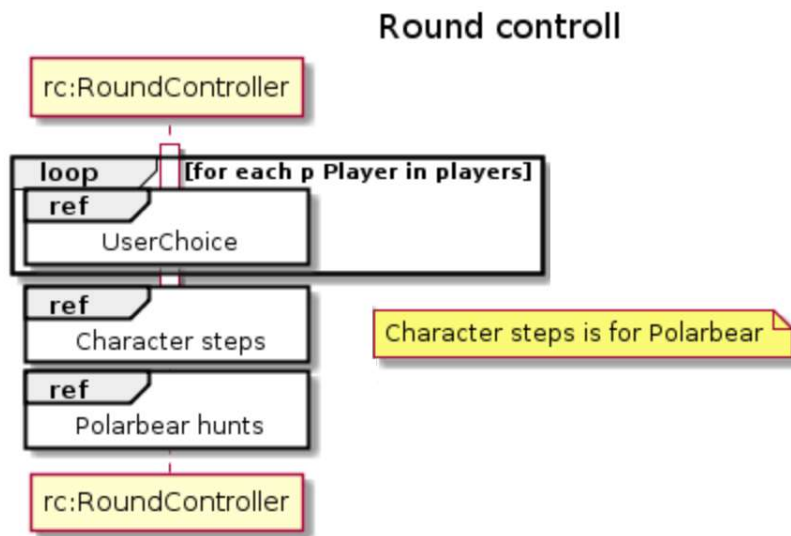 Round controll
rc:RoundController
loop [for each p Player in players]
ref
UserChoice
ref
Character steps
Character steps is for Polarbear
ref
Polarbear hunts
rc:RoundController